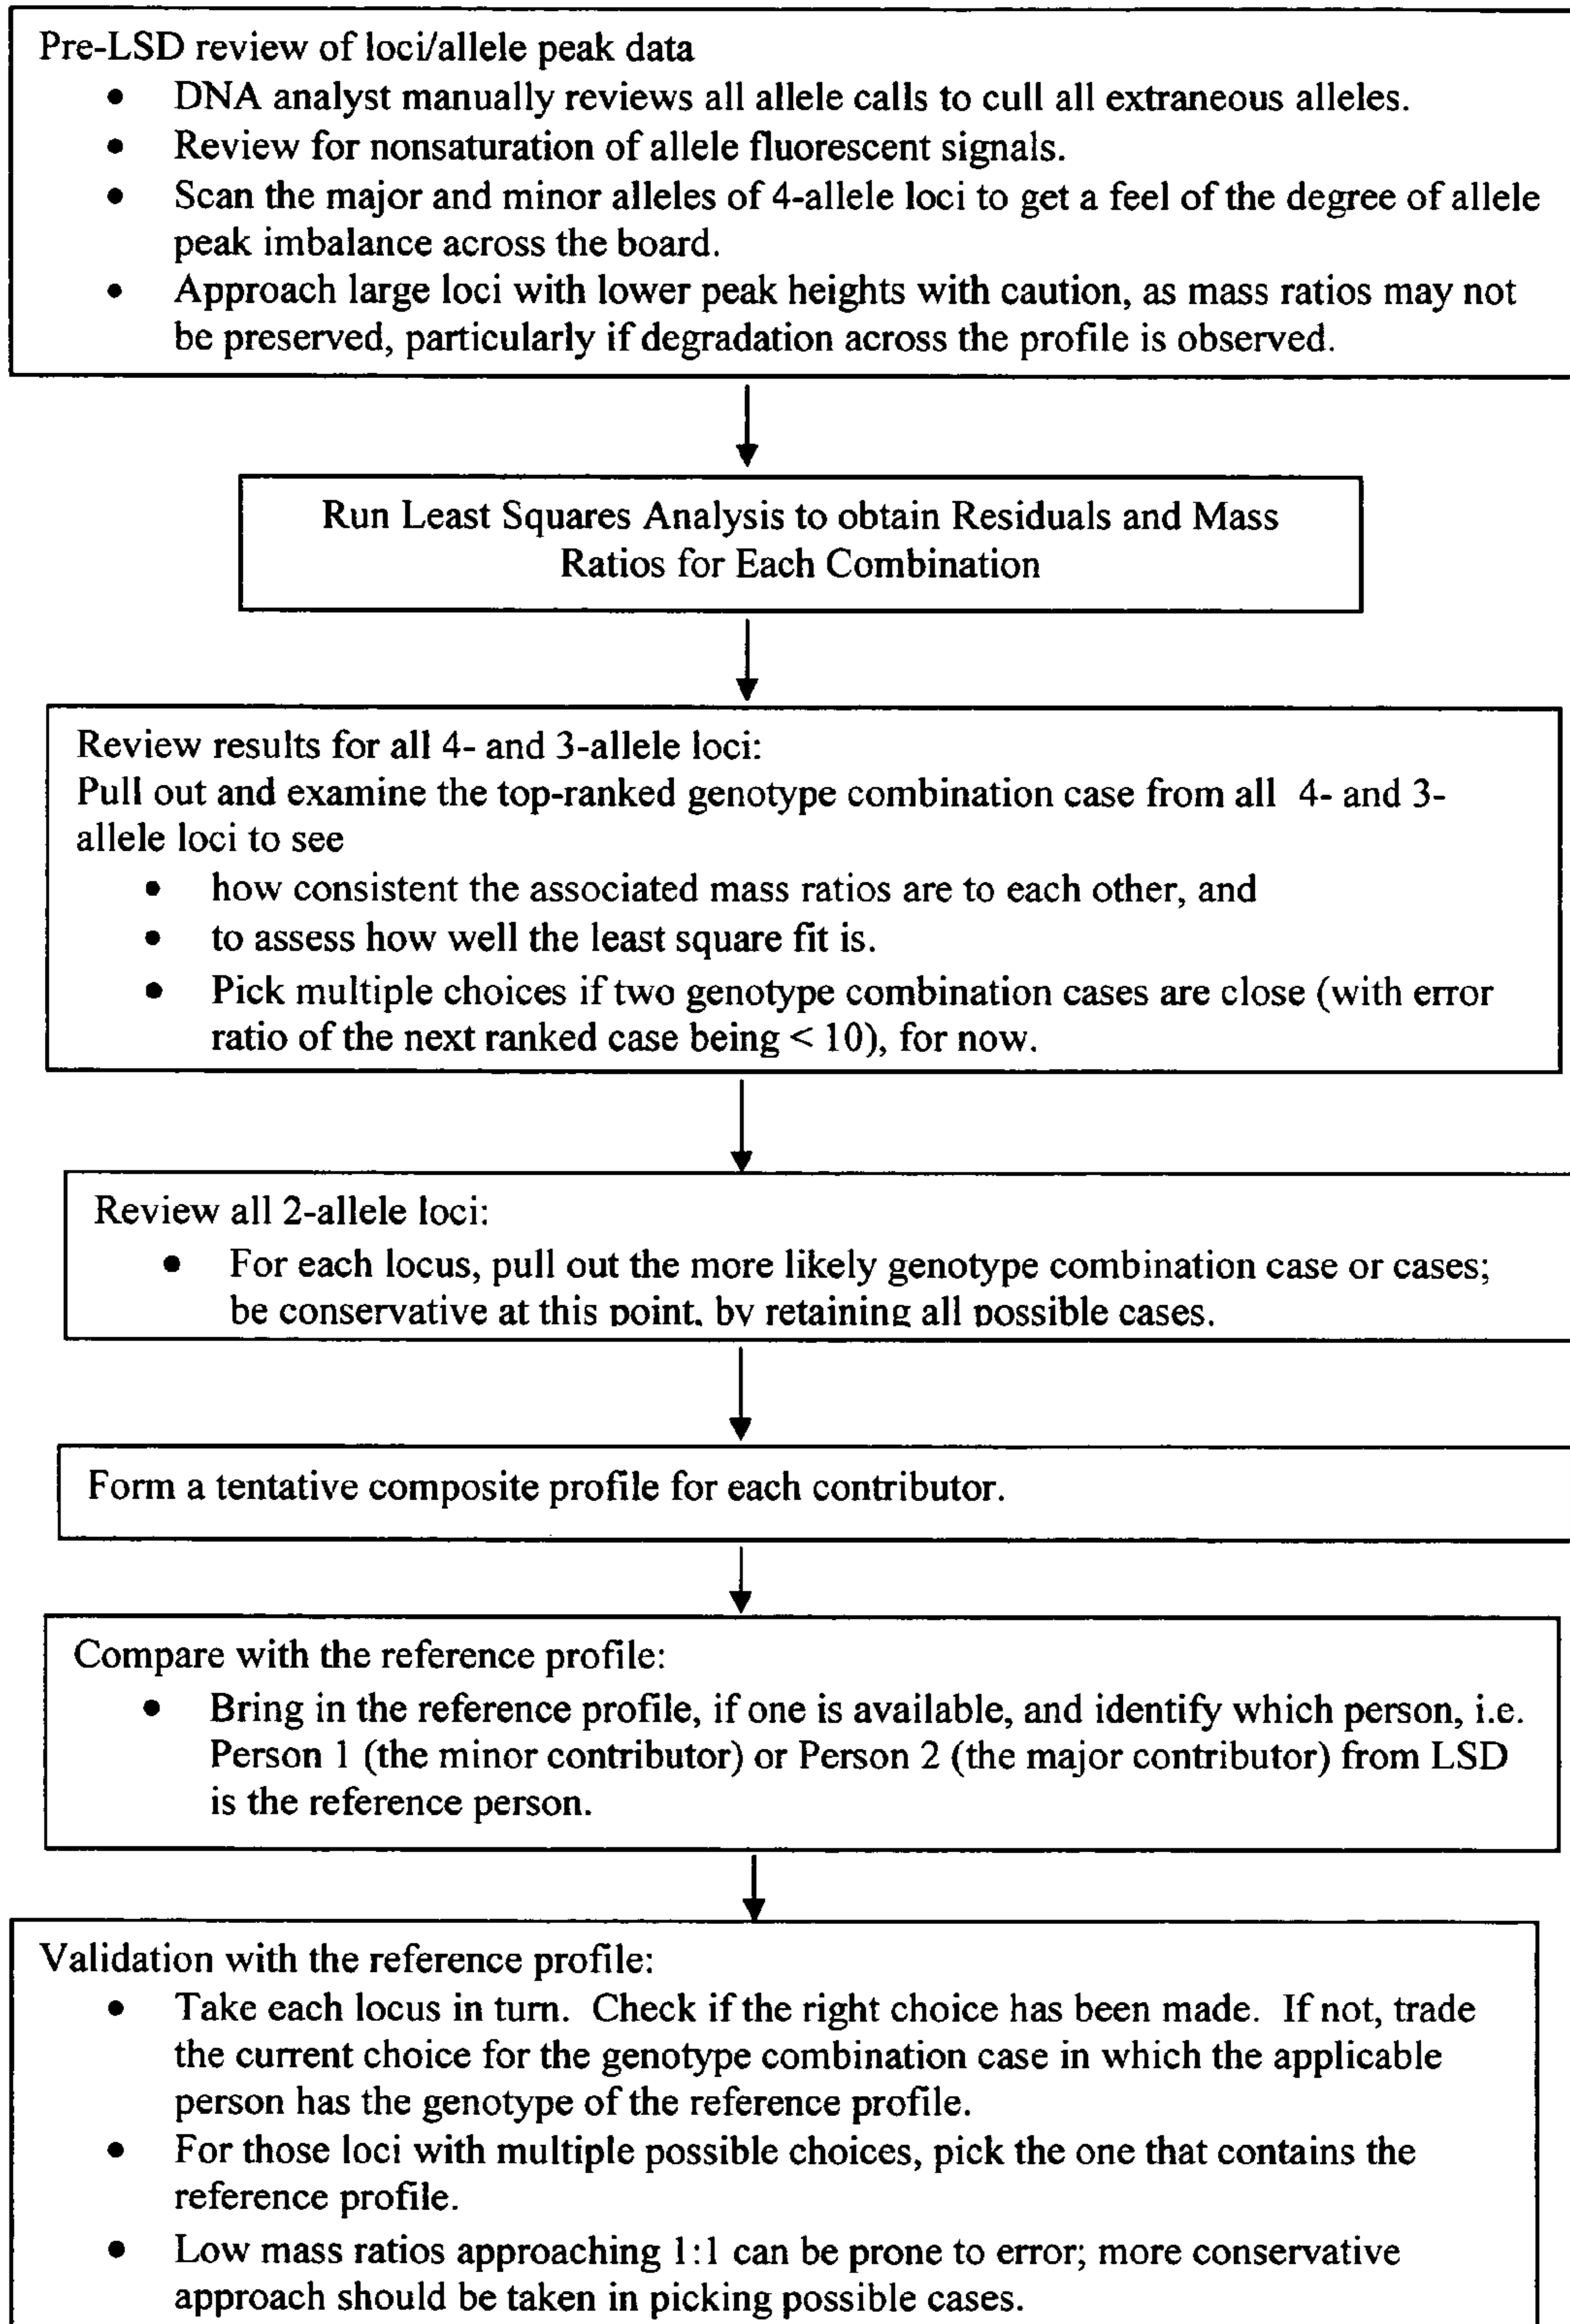 Pre-LSD review of loci/allele peak data
• DNA analyst manually reviews all allele calls to cull all extraneous alleles.
• Review for nonsaturation of allele fluorescent signals.
• Scan the major and minor alleles of 4-allele loci to get a feel of the degree of allele
peak imbalance across the board.
• Approach large loci with lower peak heights with caution, as mass ratios may not
be preserved, particularly if degradation across the profile is observed.
Run Least Squares Analysis to obtain Residuals and Mass
Ratios for Each Combination
Review results for all 4- and 3-allele loci:
Pull out and examine the top-ranked genotype combination case from all 4- and 3-
allele loci to see
• how consistent the associated mass ratios are to each other, and
• to assess how well the least square fit is.
• Pick multiple choices if two genotype combination cases are close (with error
ratio of the next ranked case being < 10), for now.
Review all 2-allele loci:
• For each locus, pull out the more likely genotype combination case or cases;
be conservative at this point, by retaining all possible cases.
Form a tentative composite profile for each contributor.
Compare with the reference profile:
• Bring in the reference profile, if one is available, and identify which person, i.e.
Person 1 (the minor contributor) or Person 2 (the major contributor) from LSD
is the reference person.
Validation with the reference profile:
• Take each locus in turn. Check if the right choice has been made. If not, trade
the current choice for the genotype combination case in which the applicable
person has the genotype of the reference profile.
• For those loci with multiple possible choices, pick the one that contains the
reference profile.
• Low mass ratios approaching 1:1 can be prone to error; more conservative
approach should be taken in picking possible cases.